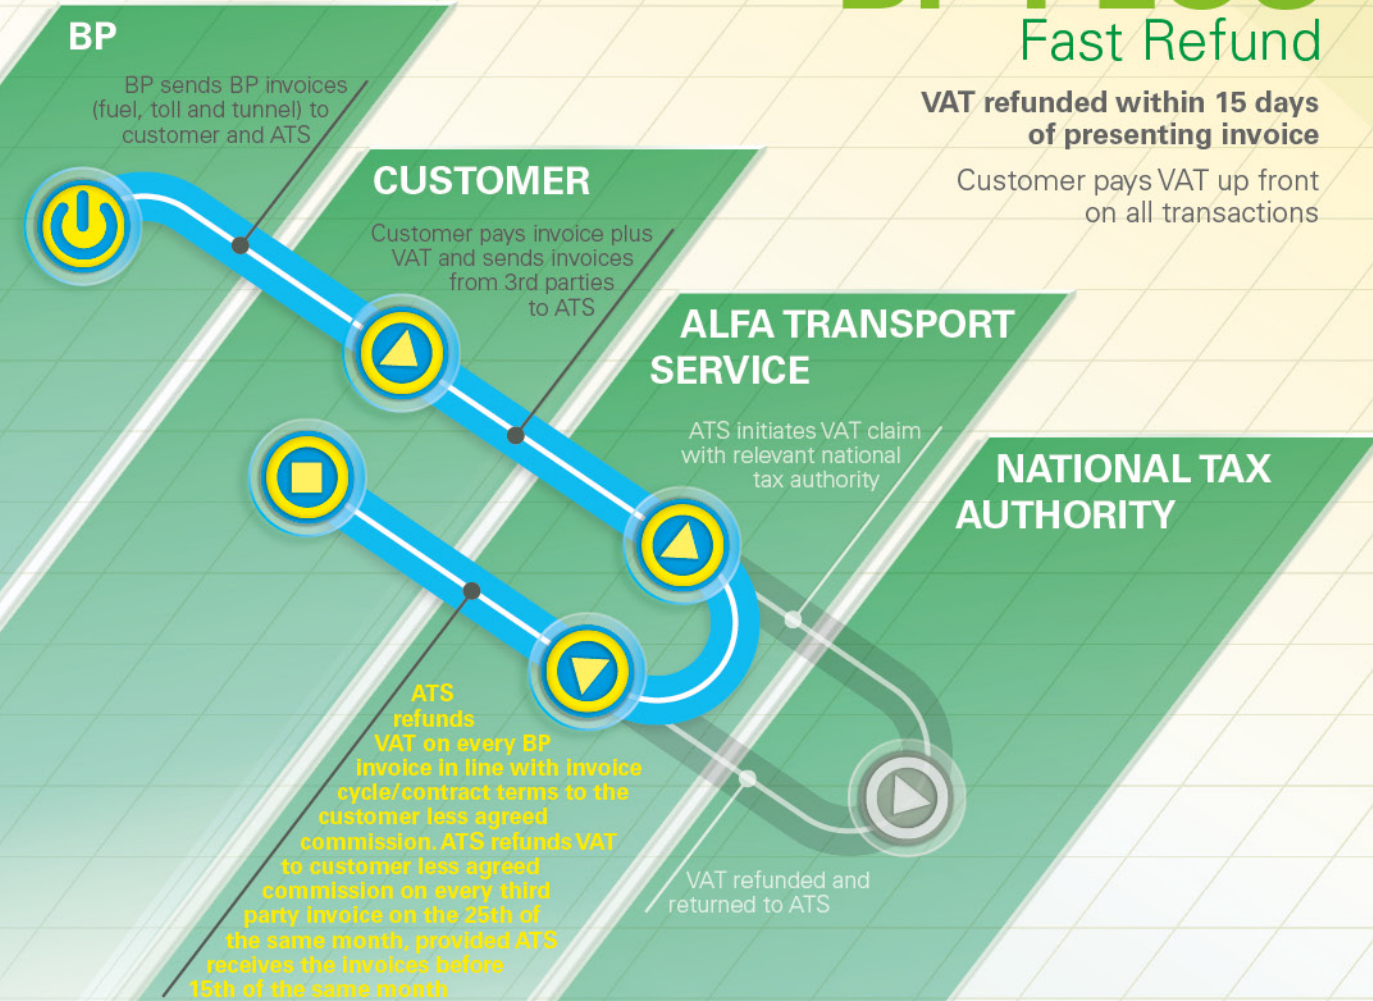 BP
BP sends BP invoices
(fuel, toll and tunnel) to
customer and ATS
Fast Refund
VAT refunded within 15 days
of presenting invoice
Customer pays VAT up front
on all transactions
CUSTOMER
Customer pays invoice plus
VAT and sends invoices
from 3rd parties
to ATS
ALFA TRANSPORT
SERVICE
ATS initiates VAT claim
with relevant national
tax authority
NATIONAL TAX
AUTHORITY
ATS
refunds
VAT on every BP
invoice in line with invoice
cycle/contract terms to the
customer less agreed
commission. ATS refunds VAT
to customer less agreed
commission on every third
party invoice on the 25th of
the same month, provided ATS
receives the invoices before
15th of the same month
VAT refunded and
returned to ATS